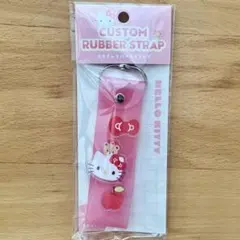 CUSTOM
RUBBER STRAP
HELLO KITTY